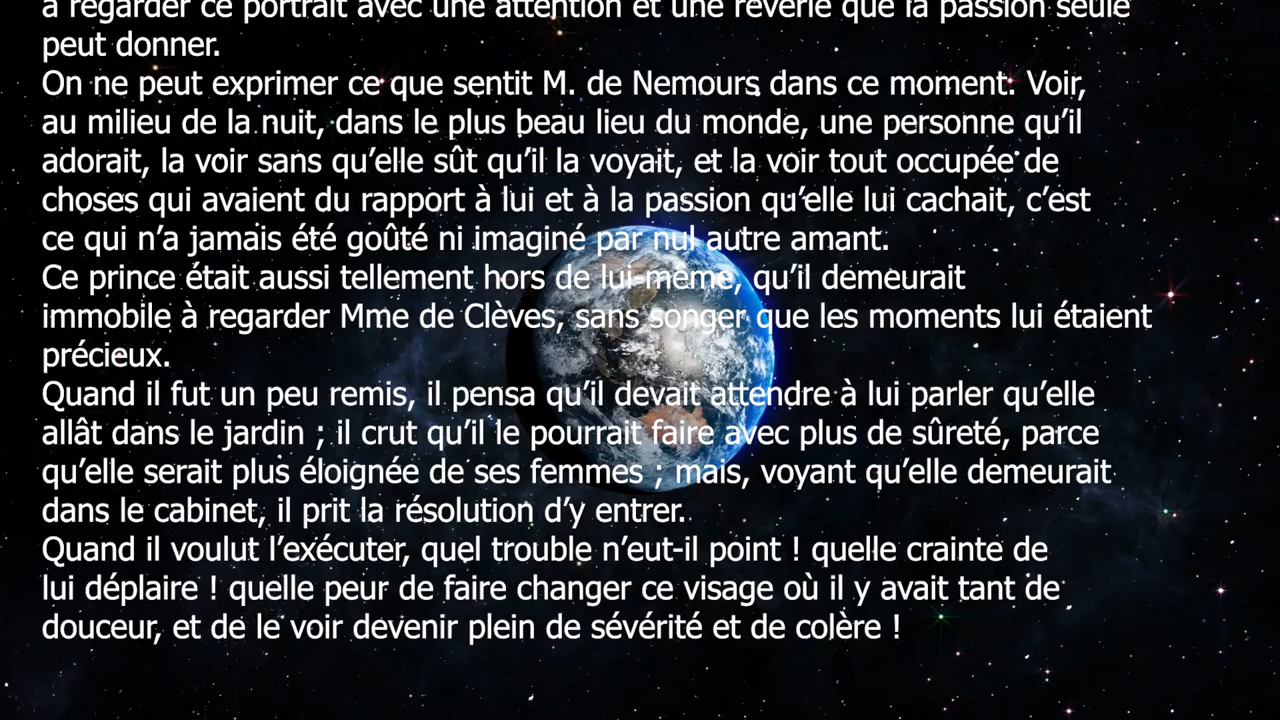 à regarder ce portrait avec une attention et une rêverie que la passion seule
peut donner.
On ne peut exprimer ce que sentit M. de Nemours dans ce moment. Voir,
au milieu de la nuit, dans le plus beau lieu du monde, une personne qu’il
adorait, la voir sans qu’elle sût qu’il la voyait, et la voir tout occupée de
choses qui avaient du rapport à lui et à la passion qu’elle lui cachait, c’est
ce qui n’a jamais été goûté ni imaginé par nul autre amant.
Ce prince était aussi tellement hors de lui-même, qu’il demeurait
immobile à regarder Mme de Clèves, sans songer que les moments lui étaient
précieux.
Quand il fut un peu remis, il pensa qu’il devait attendre à lui parler qu’elle
allât dans le jardin ; il crut qu’il le pourrait faire avec plus de sûreté, parce
qu’elle serait plus éloignée de ses femmes ; mais, voyant qu’elle demeurait
dans le cabinet, il prit la résolution d’y entrer.
Quand il voulut l’exécuter, quel trouble n’eut-il point ! quelle crainte de
lui déplaire ! quelle peur de faire changer ce visage où il y avait tant de
douceur, et de le voir devenir plein de sévérité et de colère !